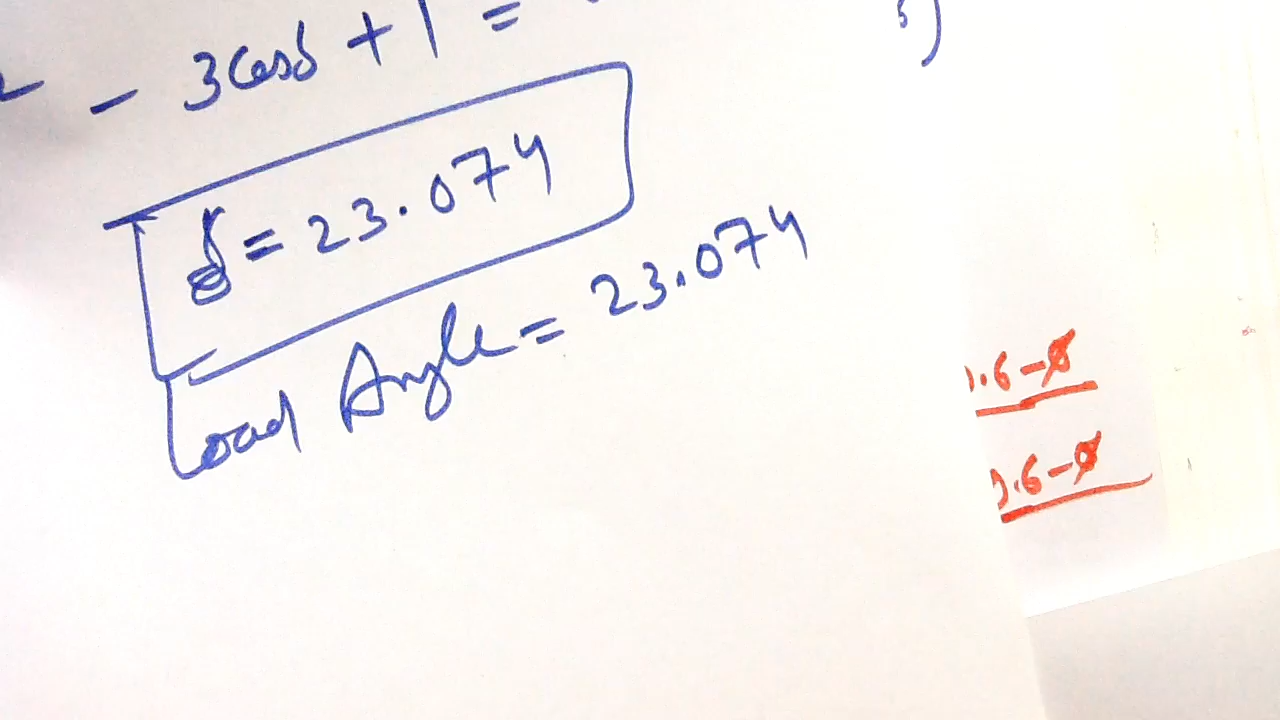 - 3Cosδ + 1 =
δ = 23.074
Load Angle = 23.074
.6-ø
.6-ø